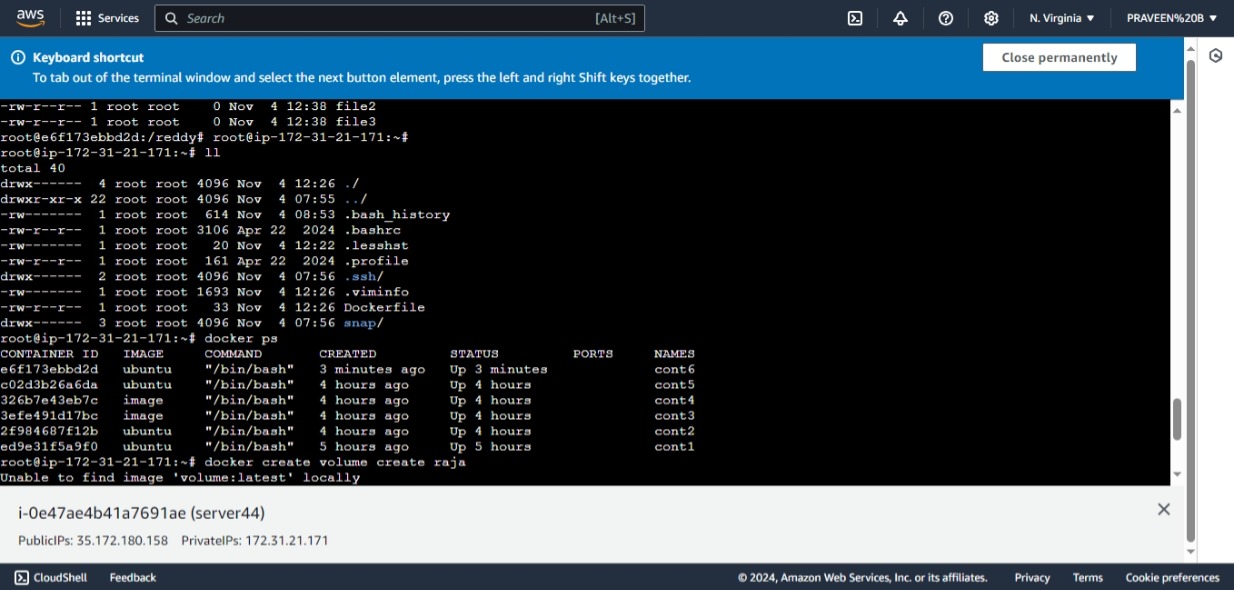 aws Services Search [Alt+S] N. Virginia ▼ PRAVEEN%20B ▼
Keyboard shortcut
To tab out of the terminal window and select the next button element, press the left and right Shift keys together.
Close permanently
-rw-r--r-- 1 root root    0 Nov  4 12:38 file2
-rw-r--r-- 1 root root    0 Nov  4 12:38 file3
root@e6f173ebbd2d:/reddy# root@ip-172-31-21-171:~#
root@ip-172-31-21-171:~# ll
total 40
drwx------  4 root root 4096 Nov  4 12:26 ./
drwxr-xr-x 22 root root 4096 Nov  4 07:55 ../
-rw-------  1 root root  614 Nov  4 08:53 .bash_history
-rw-r--r--  1 root root 3106 Apr 22  2024 .bashrc
-rw-------  1 root root   20 Nov  4 12:22 .lesshst
-rw-r--r--  1 root root  161 Apr 22  2024 .profile
drwx------  2 root root 4096 Nov  4 07:56 .ssh/
-rw-------  1 root root 1693 Nov  4 12:26 .viminfo
-rw-r--r--  1 root root   33 Nov  4 12:26 Dockerfile
drwx------  3 root root 4096 Nov  4 07:56 snap/
root@ip-172-31-21-171:~# docker ps
CONTAINER ID   IMAGE     COMMAND       CREATED         STATUS         PORTS     NAMES
e6f173ebbd2d   ubuntu    "/bin/bash"   3 minutes ago   Up 3 minutes             cont6
c02d3b26a6da   ubuntu    "/bin/bash"   4 hours ago     Up 4 hours               cont5
326b7e43eb7c   image     "/bin/bash"   4 hours ago     Up 4 hours               cont4
3efe491d17bc   image     "/bin/bash"   4 hours ago     Up 4 hours               cont3
2f984687f12b   ubuntu    "/bin/bash"   4 hours ago     Up 4 hours               cont2
ed9e31f5a9f0   ubuntu    "/bin/bash"   5 hours ago     Up 5 hours               cont1
root@ip-172-31-21-171:~# docker create volume create raja
Unable to find image 'volume:latest' locally
i-0e47ae4b41a7691ae (server44)
PublicIPs: 35.172.180.158 PrivateIPs: 172.31.21.171
CloudShell Feedback © 2024, Amazon Web Services, Inc. or its affiliates. Privacy Terms Cookie preferences